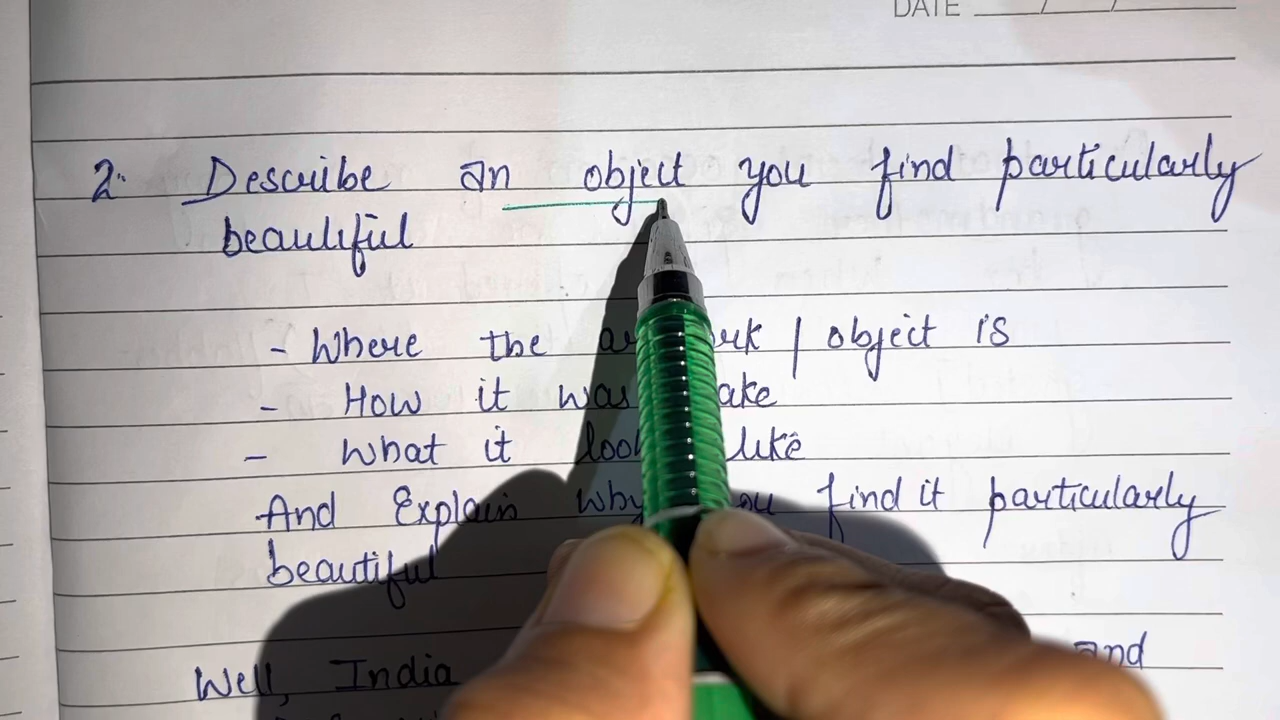 DATE / /
2. Describe an object you find particularly
beautiful
- Where the / object is
- How it was
- What it like
And Explain why find it particularly
beautiful
Well, India and